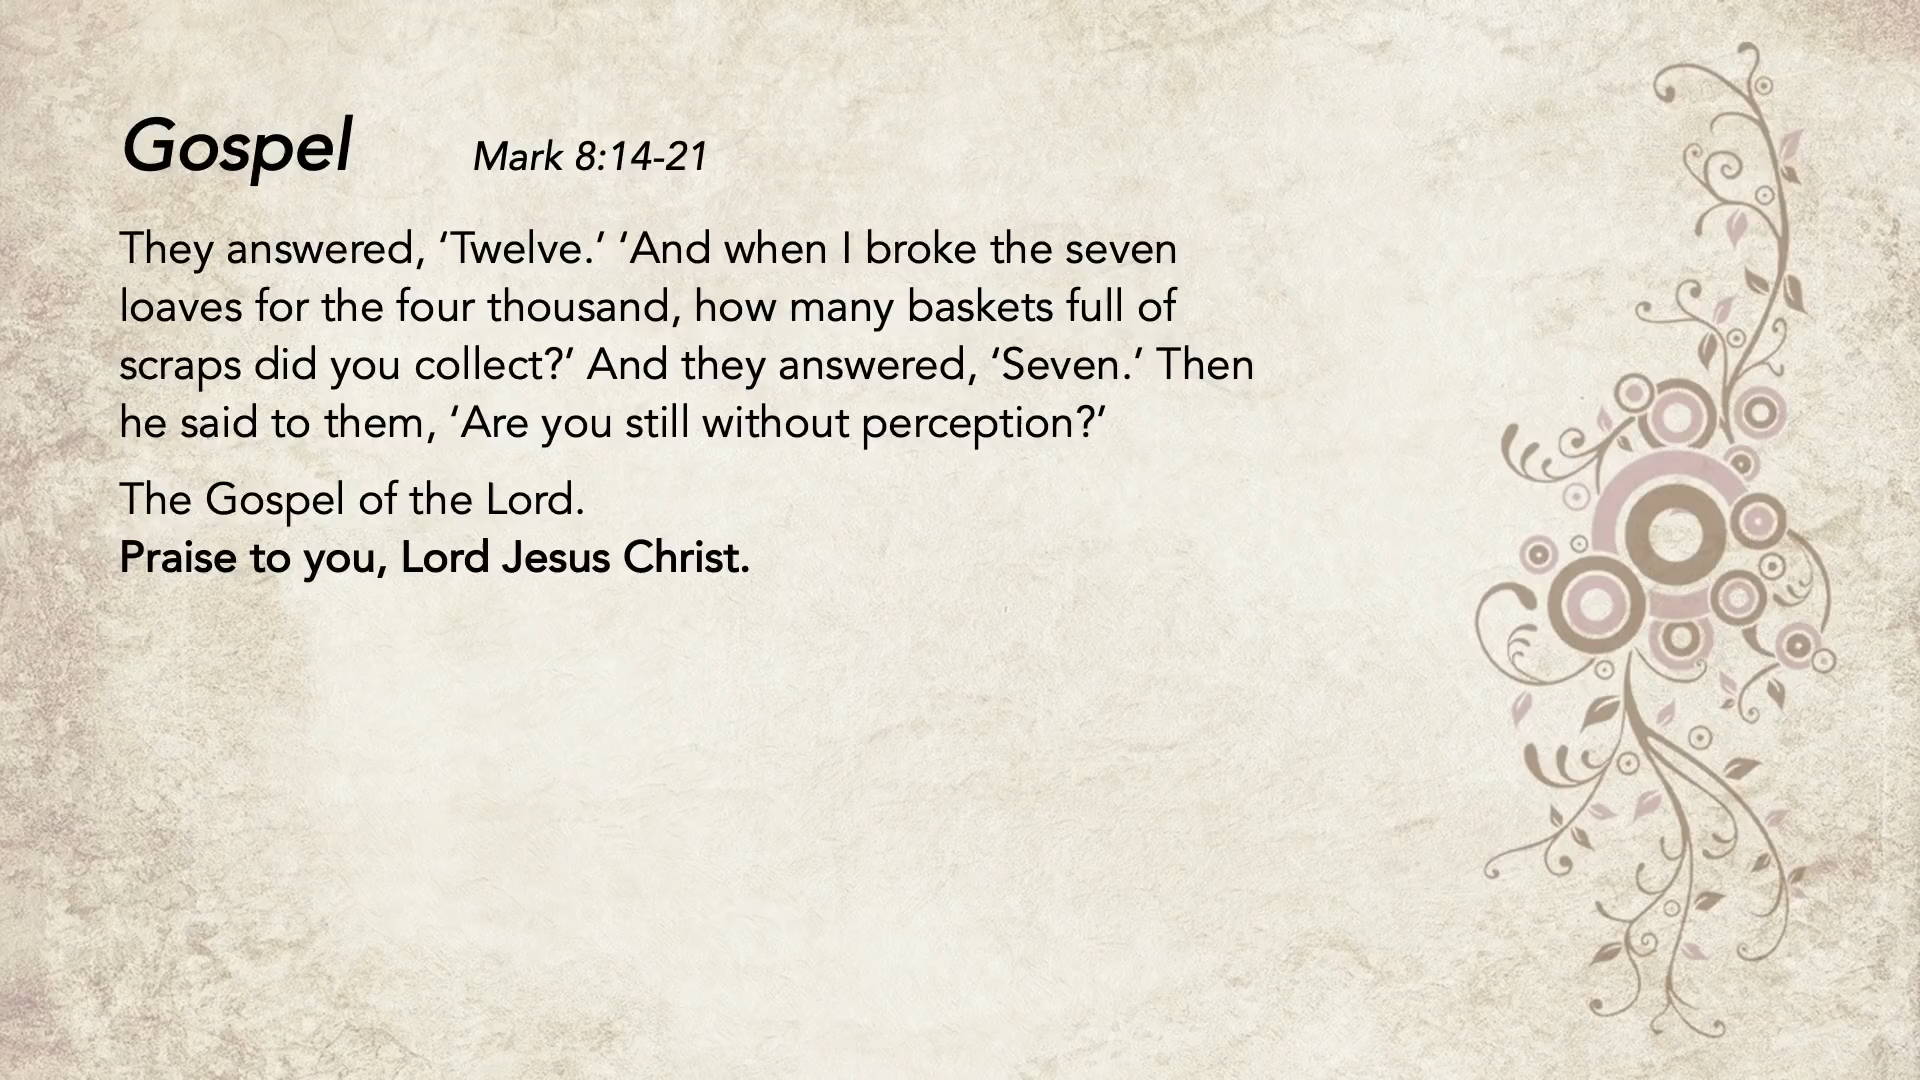 Gospel Mark 8:14-21
They answered, ‘Twelve.’ ‘And when I broke the seven
loaves for the four thousand, how many baskets full of
scraps did you collect?’ And they answered, ‘Seven.’ Then
he said to them, ‘Are you still without perception?’
The Gospel of the Lord.
Praise to you, Lord Jesus Christ.